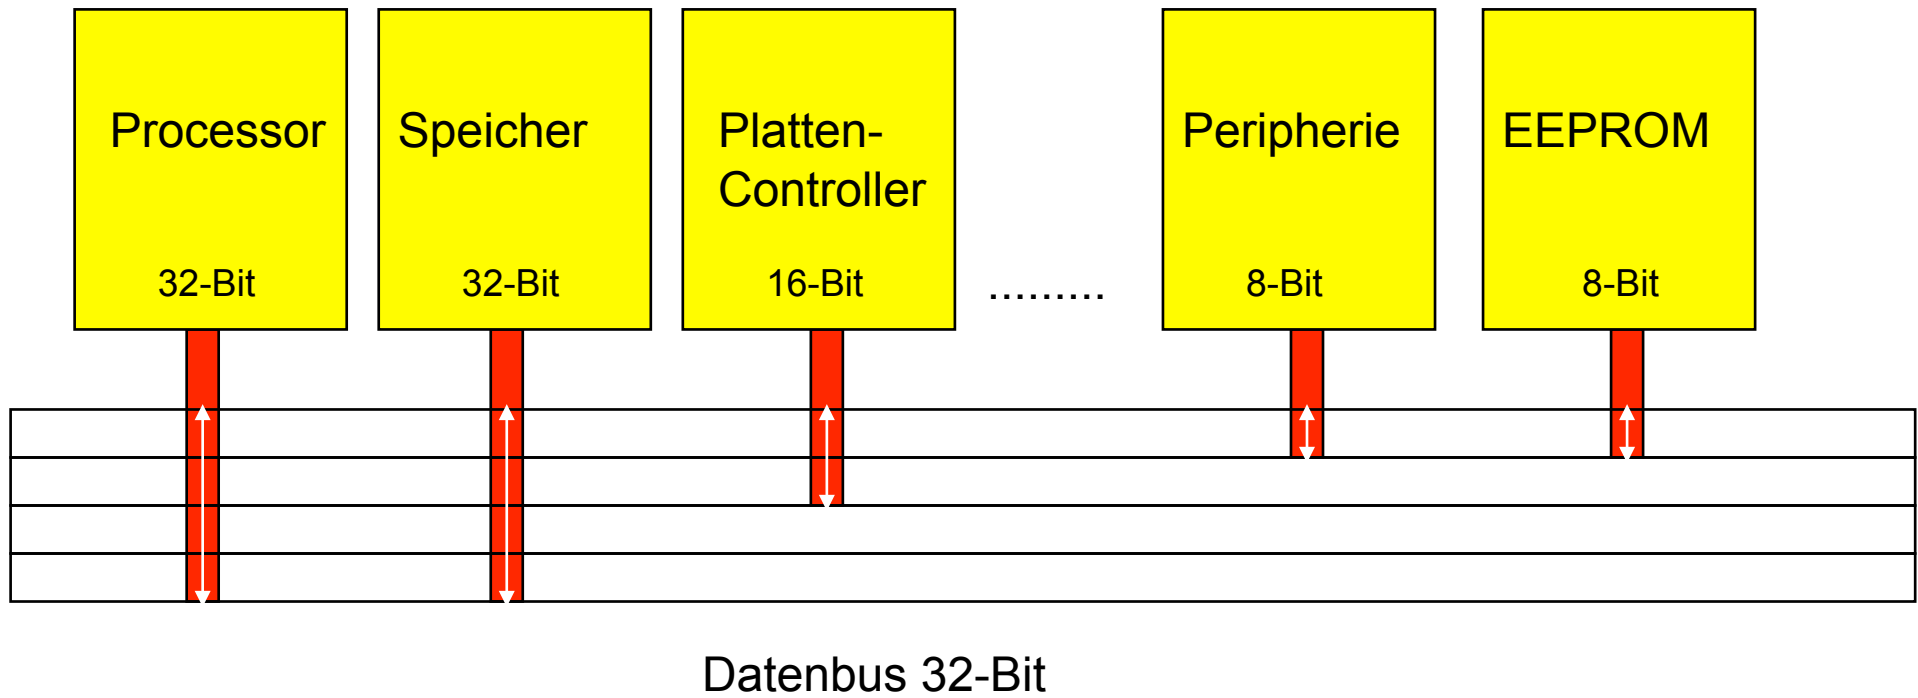 Processor
32-Bit
Speicher
32-Bit
Platten-
Controller
16-Bit
.........
Peripherie
8-Bit
EEPROM
8-Bit
Datenbus 32-Bit